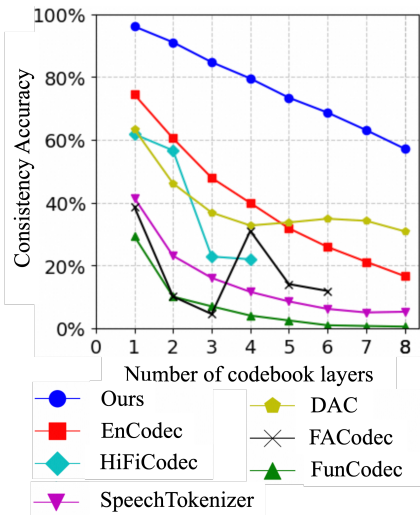 100%
80%
60%
40%
20%
0%
Consistency Accuracy
0 1 2 3 4 5 6 7 8
Number of codebook layers
Ours
EnCodec
HiFiCodec
SpeechTokenizer
DAC
FACodec
FunCodec